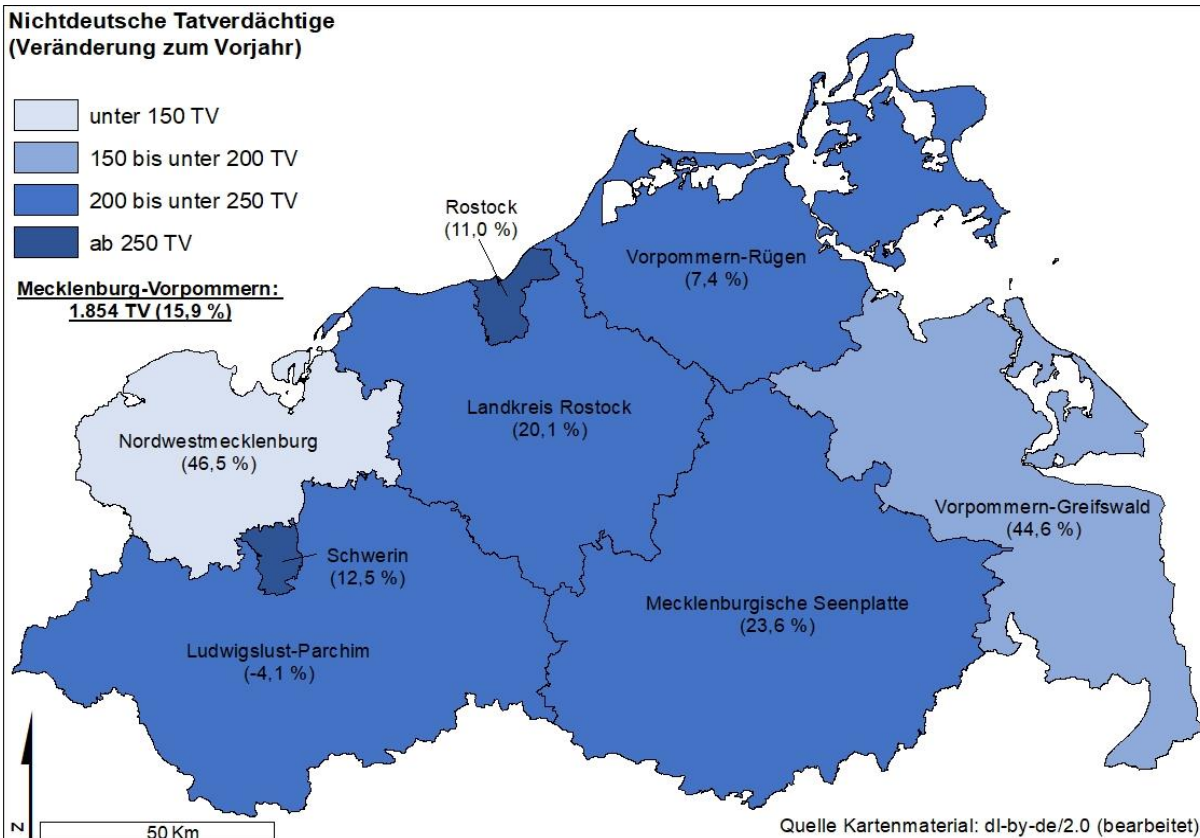 Nichtdeutsche Tatverdächtige
(Veränderung zum Vorjahr)
unter 150 TV
150 bis unter 200 TV
200 bis unter 250 TV
ab 250 TV
Mecklenburg-Vorpommern:
1.854 TV (15,9 %)
Rostock
(11,0 %)
Vorpommern-Rügen
(7,4 %)
Landkreis Rostock
(20,1 %)
Nordwestmecklenburg
(46,5 %)
Vorpommern-Greifswald
(44,6 %)
Schwerin
(12,5 %)
Mecklenburgische Seenplatte
(23,6 %)
Ludwigslust-Parchim
(-4,1 %)
N
50 Km
Quelle Kartenmaterial: dl-by-de/2.0 (bearbeitet)